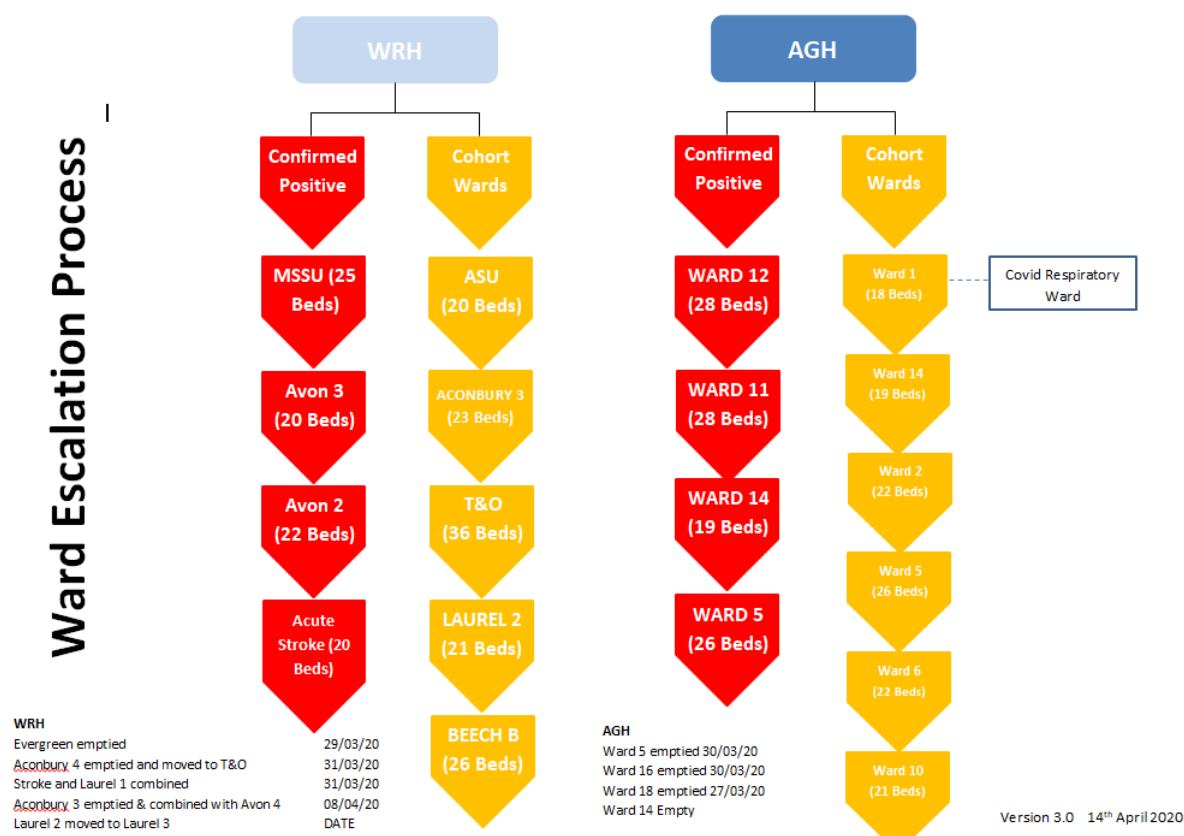 Ward Escalation Process
WRH
Confirmed
Positive
MSSU (25
Beds)
Avon 3
(20 Beds)
Avon 2
(22 Beds)
Acute
Stroke (20
Beds)
Cohort
Wards
ASU
(20 Beds)
ACONBURY 3
(23 Beds)
T&O
(36 Beds)
LAUREL 2
(21 Beds)
BEECH B
(26 Beds)
AGH
Confirmed
Positive
WARD 12
(28 Beds)
WARD 11
(28 Beds)
WARD 14
(19 Beds)
WARD 5
(26 Beds)
Cohort
Wards
Ward 1
(18 Beds)
Covid Respiratory
Ward
Ward 14
(19 Beds)
Ward 2
(22 Beds)
Ward 5
(26 Beds)
Ward 6
(22 Beds)
Ward 10
(21 Beds)
WRH
Evergreen emptied 29/03/20
Aconbury 4 emptied and moved to T&O 31/03/20
Stroke and Laurel 1 combined 31/03/20
Aconbury 3 emptied & combined with Avon 4 08/04/20
Laurel 2 moved to Laurel 3 DATE
AGH
Ward 5 emptied 30/03/20
Ward 16 emptied 30/03/20
Ward 18 emptied 27/03/20
Ward 14 Empty
Version 3.0 14th April 2020